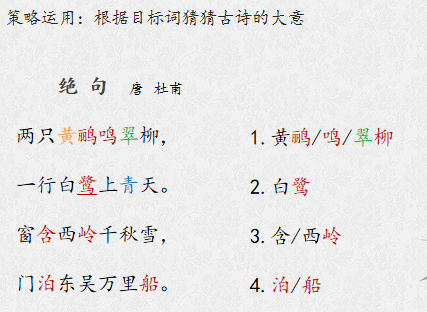 策略运用：根据目标词猜猜古诗的大意
绝 句 唐 杜甫
两只黄鹂鸣翠柳，
1.黄鹂/鸣/翠柳
一行白鹭上青天。
2.白鹭
窗含西岭千秋雪，
3.含/西岭
门泊东吴万里船。
4.泊/船